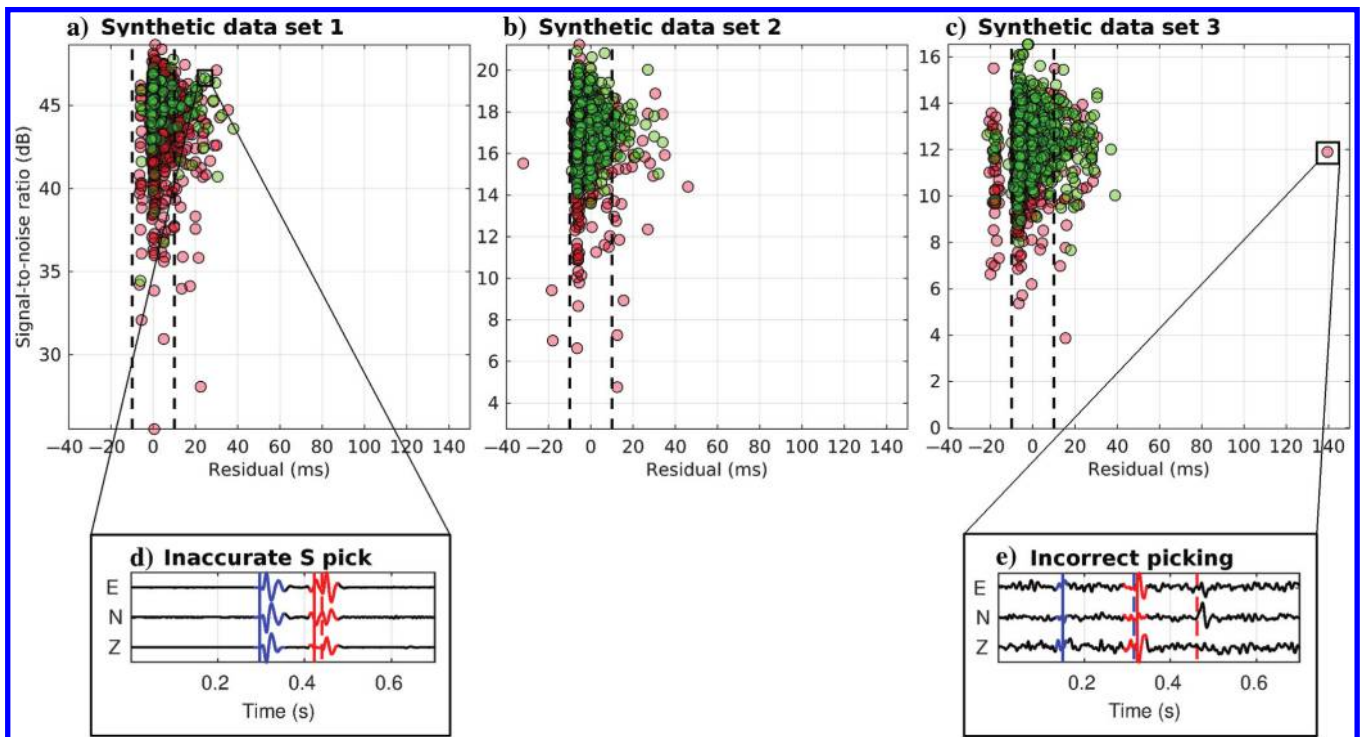 a) Synthetic data set 1
b) Synthetic data set 2
c) Synthetic data set 3
Signal-to-noise ratio (dB)
45
40
35
30
20
18
16
14
12
10
8
6
4
16
14
12
10
8
6
4
2
0
−40 −20 0 20 40 60 80 100 120 140
−40 −20 0 20 40 60 80 100 120 140
−40 −20 0 20 40 60 80 100 120 140
Residual (ms)
Residual (ms)
Residual (ms)
d) Inaccurate S pick
E
N
Z
0.2 0.4 0.6
Time (s)
e) Incorrect picking
E
N
Z
0.2 0.4 0.6
Time (s)